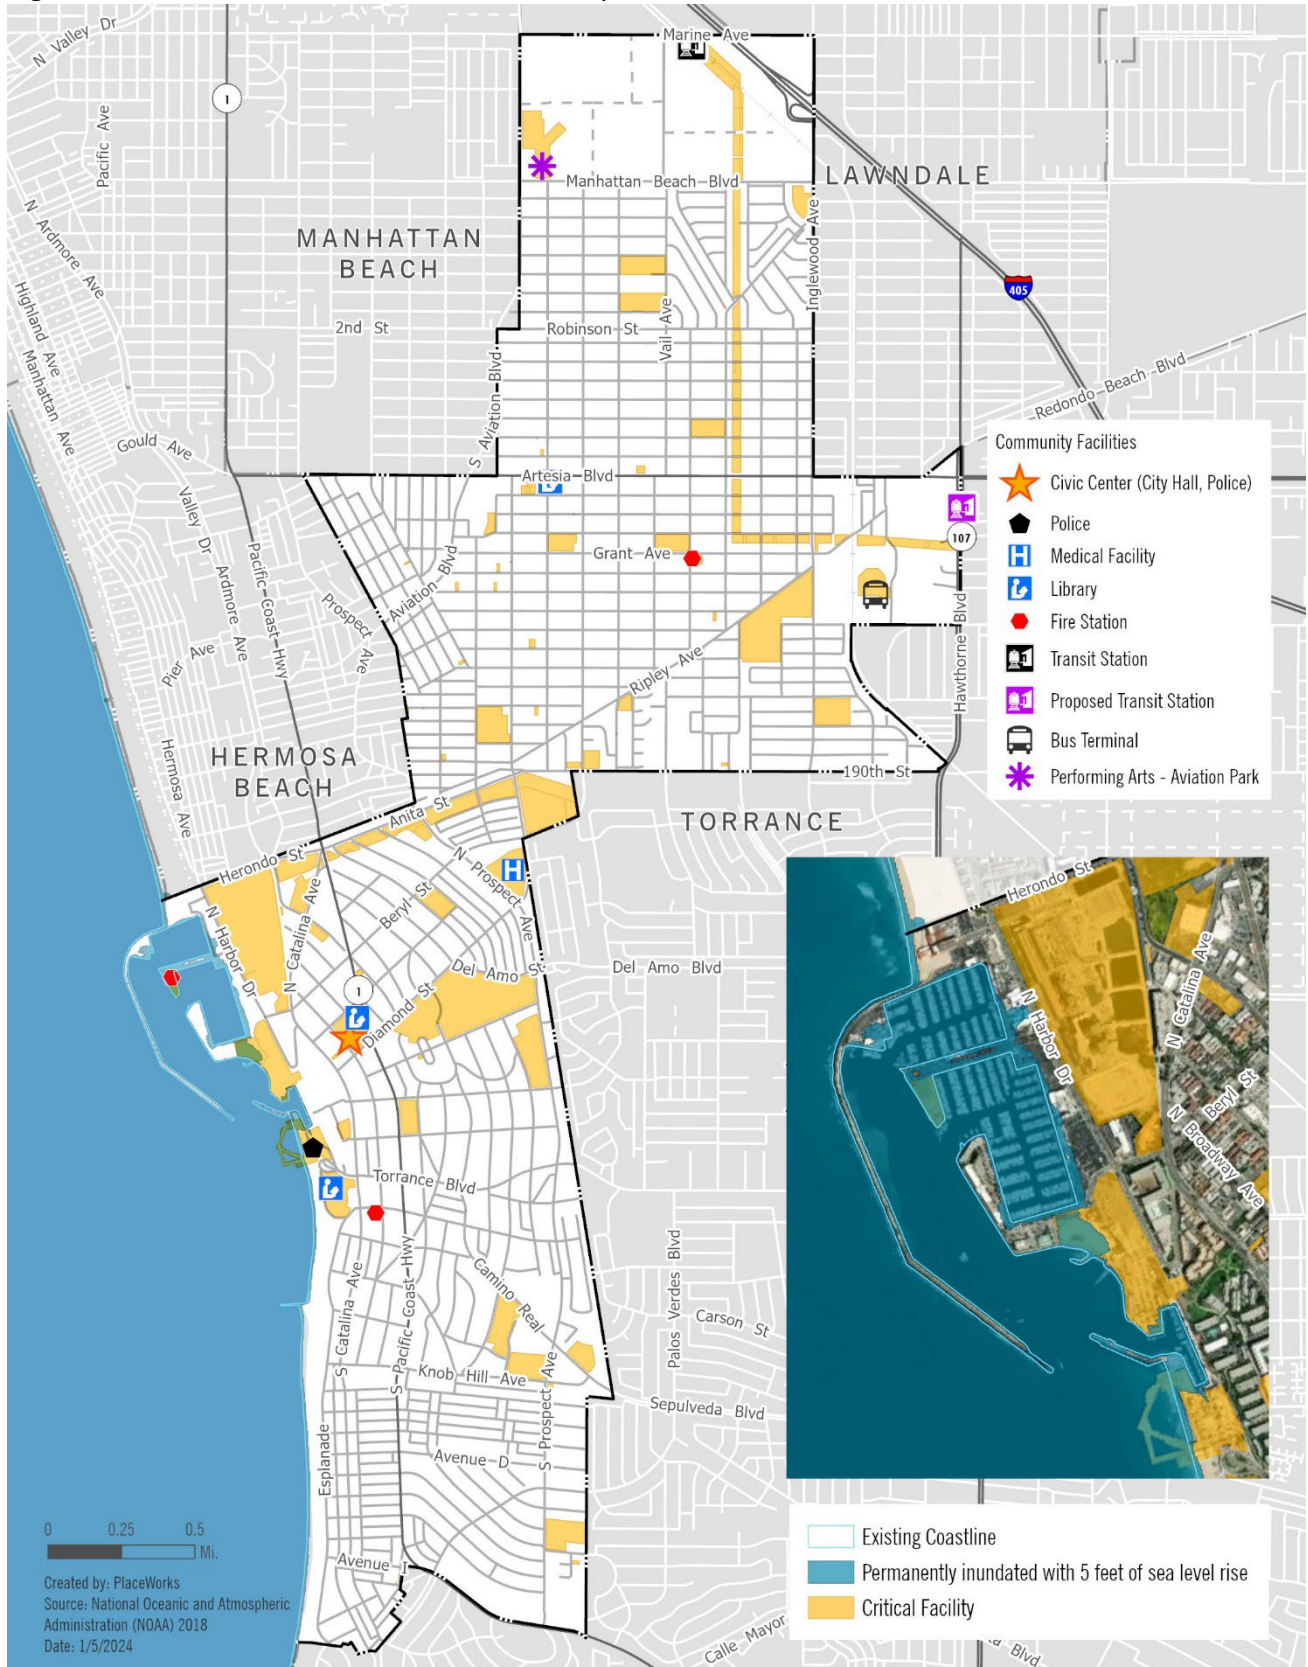 Marine Ave
N Valley Dr
1
Pacific Ave
LAWNDALE
Manhattan Beach Blvd
N Ardmore Ave
MANHATTAN
BEACH
Inglewood Ave
405
Highland Ave
Manhattan Ave
2nd St
Robinson St
Vail Ave
S Aviation Blvd
Redondo Beach Blvd
Gould Ave
Artesia Blvd
Valley Dr
Ardmore Ave
Pacific Coast Hwy
Prospect Ave
Aviation Blvd
Grant Ave
107
Pier Ave
Ripley Ave
Hawthorne Blvd
Hermosa Ave
HERMOSA
BEACH
190th St
Anita St
TORRANCE
Herondo St
N Prospect Ave
H
Beryl St
N Catalina Ave
N Harbor Dr
Del Amo St
Del Amo Blvd
1
Diamond St
Torrance Blvd
Camino Real
Palos Verdes Blvd
Carson St
S Catalina Ave
S Pacific Coast Hwy
Knob Hill Ave
S Prospect Ave
Sepulveda Blvd
Esplanade
Avenue D
Avenue I
Calle Mayor
Blvd
Community Facilities
Civic Center (City Hall, Police)
Police
H Medical Facility
Library
Fire Station
Transit Station
Proposed Transit Station
Bus Terminal
Performing Arts - Aviation Park
Herondo St
N Harbor Dr
N Catalina Ave
Beryl St
N Broadway Ave
Existing Coastline
Permanently inundated with 5 feet of sea level rise
Critical Facility
0 0.25 0.5
Mi.
Created by: PlaceWorks
Source: National Oceanic and Atmospheric
Administration (NOAA) 2018
Date: 1/5/2024